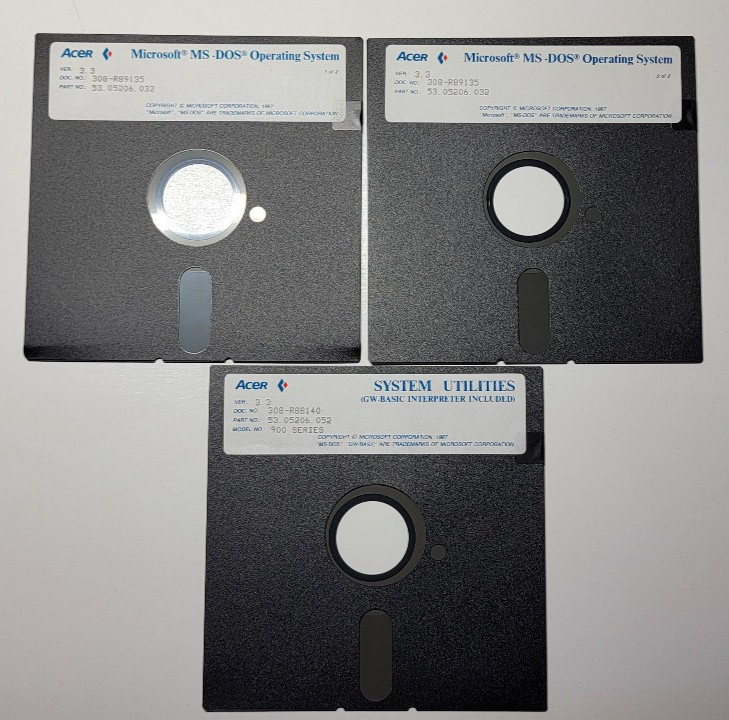 ACER Microsoft® MS-DOS® Operating System
VER: 3.3
1 of 2
DOC. NO.: 308-R89135
PART NO.: 53.05206.032
COPYRIGHT © MICROSOFT CORPORATION, 1987
"Microsoft", "MS-DOS" ARE TRADEMARKS OF MICROSOFT CORPORATION
ACER Microsoft® MS-DOS® Operating System
VER: 3.3
2 of 2
DOC. NO.: 308-R89135
PART NO.: 53.05206.032
COPYRIGHT © MICROSOFT CORPORATION, 1987
"Microsoft", "MS-DOS" ARE TRADEMARKS OF MICROSOFT CORPORATION
ACER SYSTEM UTILITIES
(GW-BASIC INTERPRETER INCLUDED)
VER: 3.3
DOC. NO.: 308-R88140
PART NO.: 53.05206.052
MODEL NO.: 900 SERIES
COPYRIGHT © MICROSOFT CORPORATION, 1987
"MS-DOS", "GW-BASIC" ARE TRADEMARKS OF MICROSOFT CORPORATION